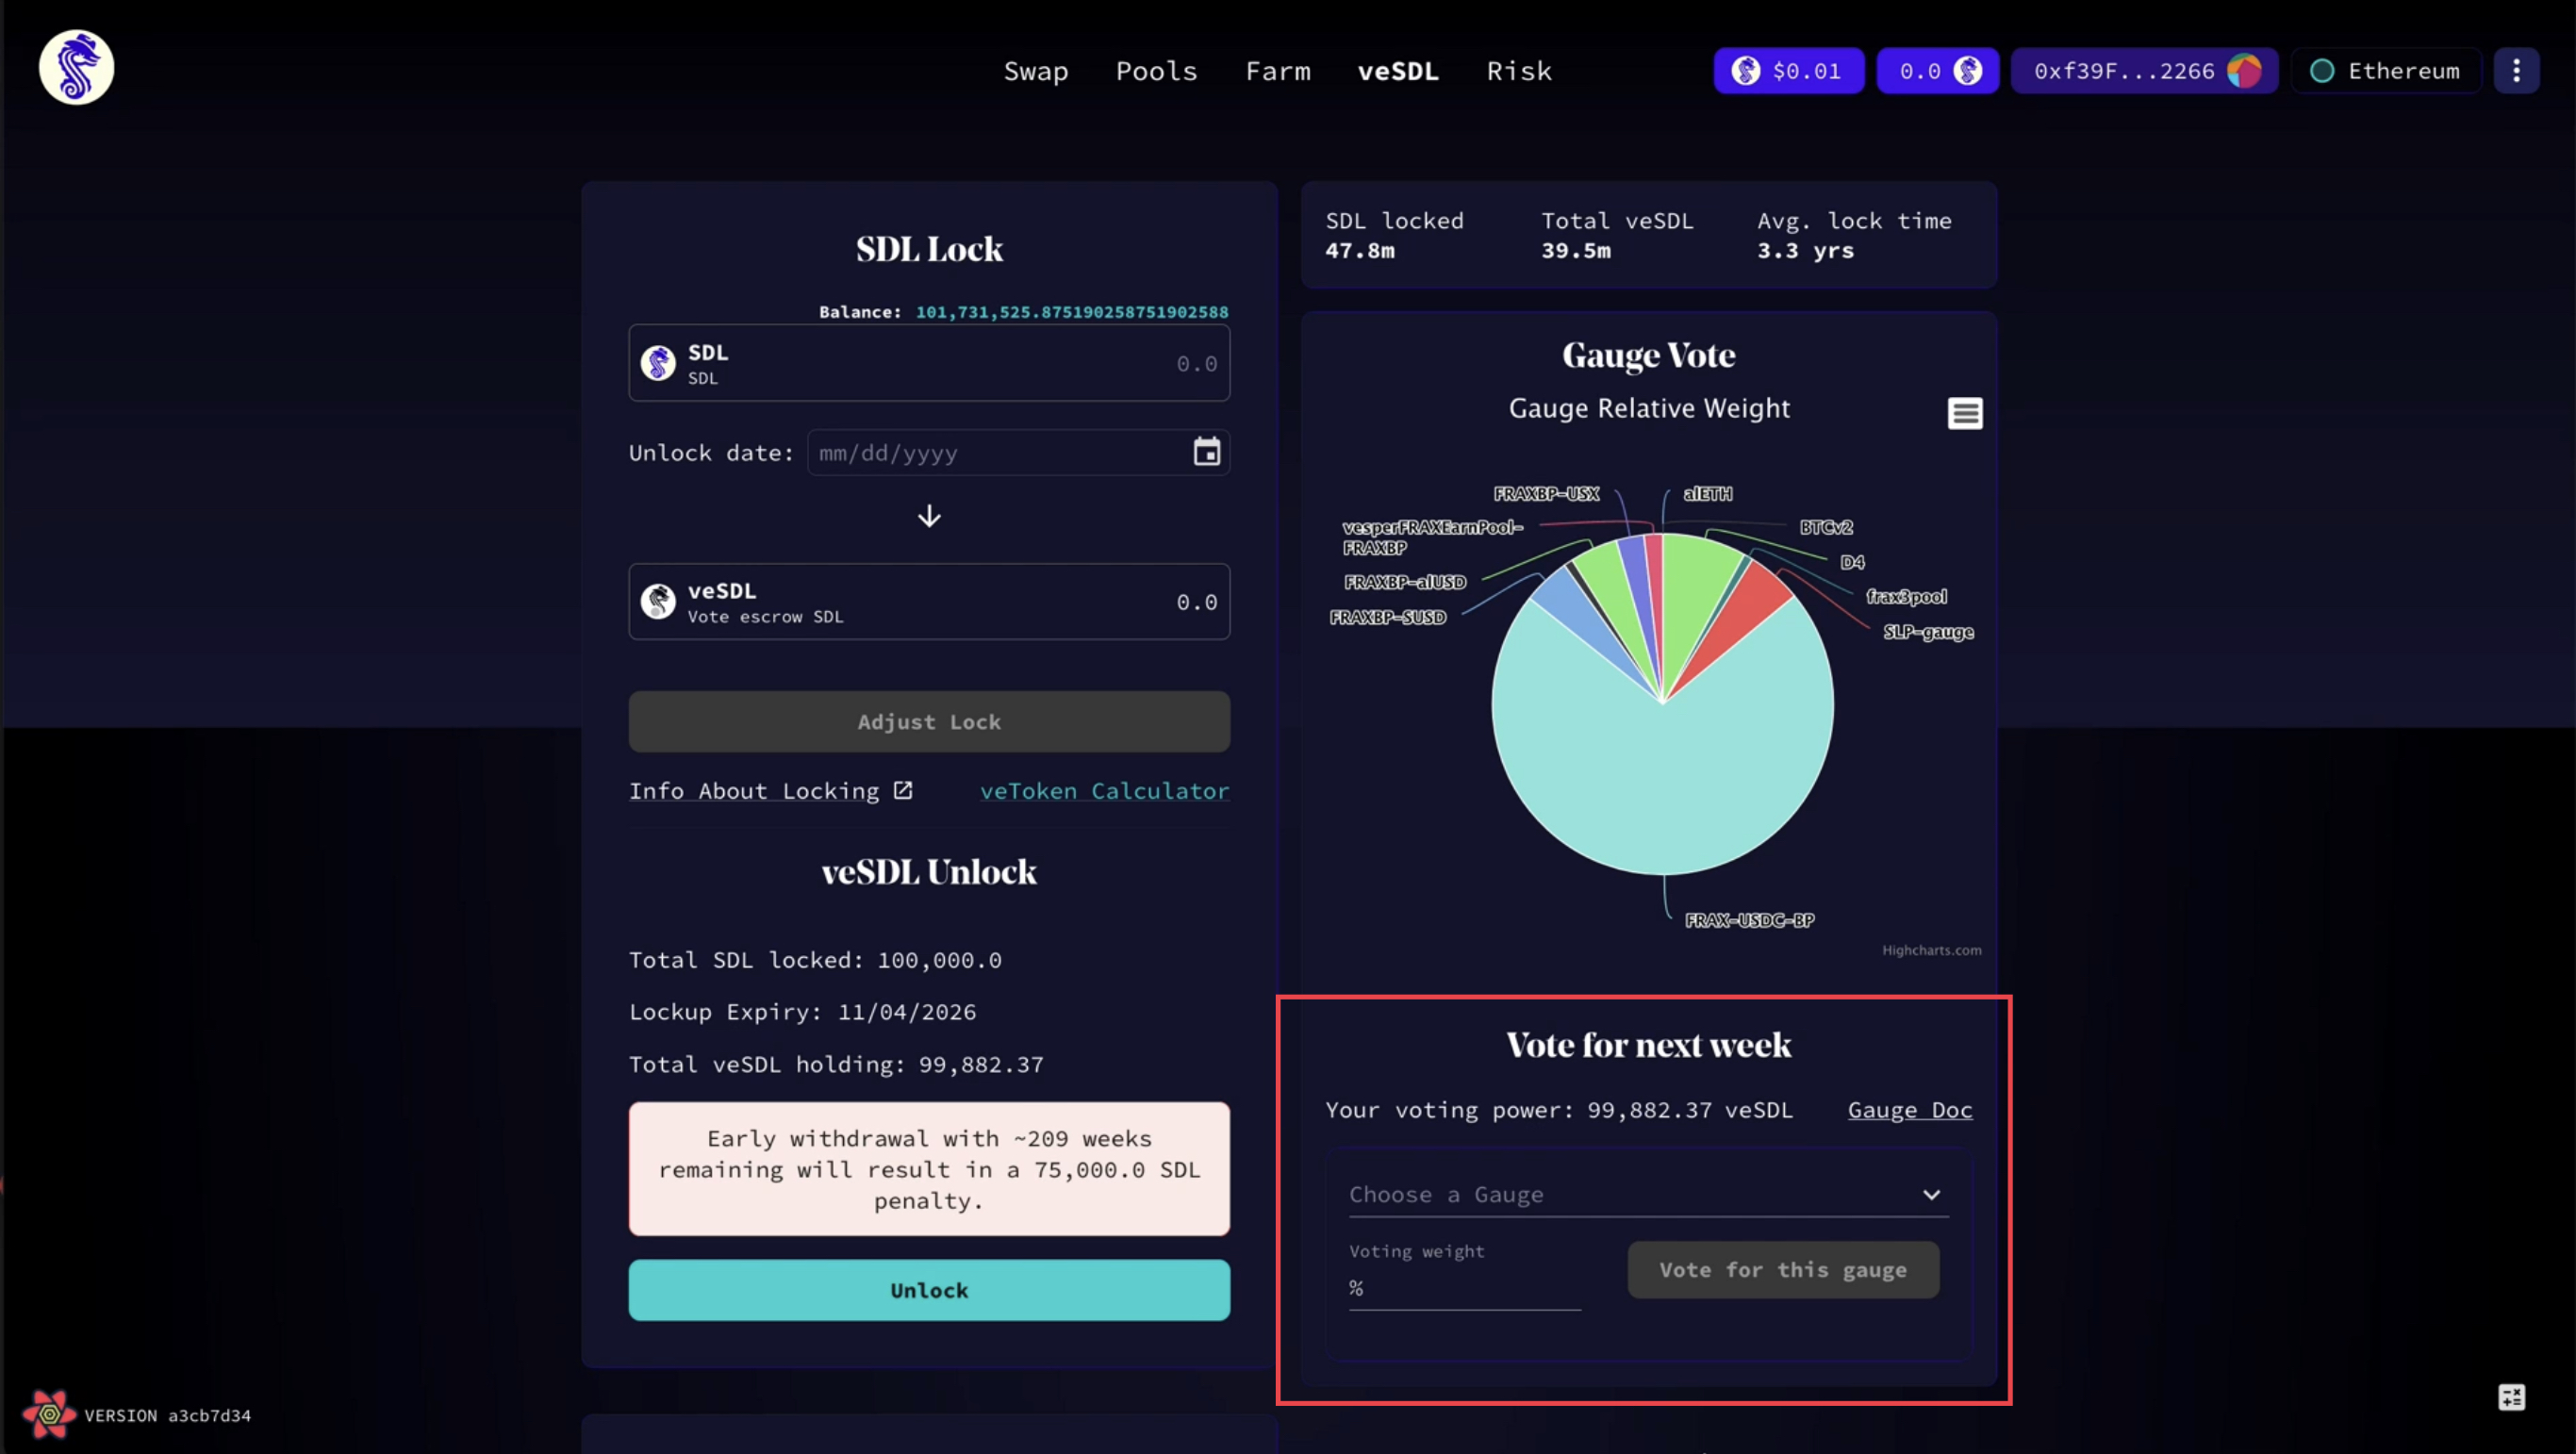 Swap Pools Farm veSDL Risk
$0.01
0.0
0xf39F...2266
Ethereum
SDL Lock
Balance: 101,731,525.875190258751902588
SDL
SDL
0.0
Unlock date: mm/dd/yyyy
veSDL
Vote escrow SDL
0.0
Adjust Lock
Info About Locking
veToken Calculator
veSDL Unlock
Total SDL locked: 100,000.0
Lockup Expiry: 11/04/2026
Total veSDL holding: 99,882.37
Early withdrawal with ~209 weeks
remaining will result in a 75,000.0 SDL
penalty.
Unlock
SDL locked
47.8m
Total veSDL
39.5m
Avg. lock time
3.3 yrs
Gauge Vote
Gauge Relative Weight
FRAXBP-USX
alETH
vesperFRAXEarnPool-
FRAXBP
BTCv2
D4
FRAXBP-alUSD
frax3pool
FRAXBP-SUSD
SLP-gauge
FRAX-USDC-BP
Highcharts.com
Vote for next week
Your voting power: 99,882.37 veSDL
Gauge Doc
Choose a Gauge
Voting weight
%
Vote for this gauge
VERSION a3cb7d34